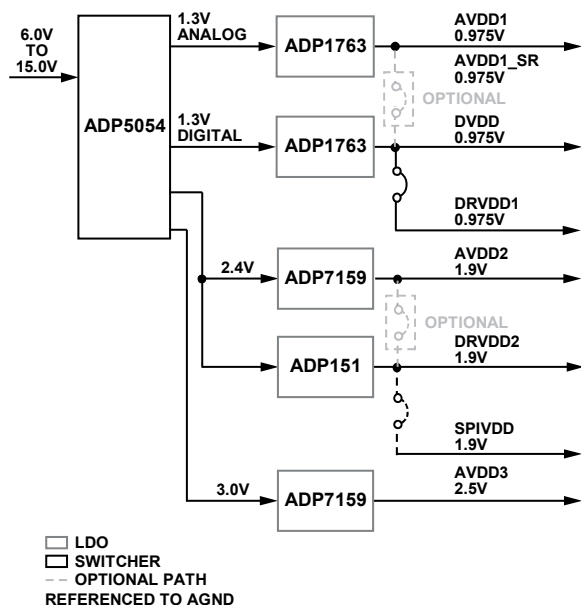 6.0V
TO
15.0V
ADP5054
1.3V
ANALOG
ADP1763
AVDD1
0.975V
AVDD1_SR
0.975V
OPTIONAL
1.3V
DIGITAL
ADP1763
DVDD
0.975V
DRVDD1
0.975V
2.4V
ADP7159
AVDD2
1.9V
OPTIONAL
ADP151
DRVDD2
1.9V
SPIVDD
1.9V
3.0V
ADP7159
AVDD3
2.5V
LDO
SWITCHER
OPTIONAL PATH
REFERENCED TO AGND